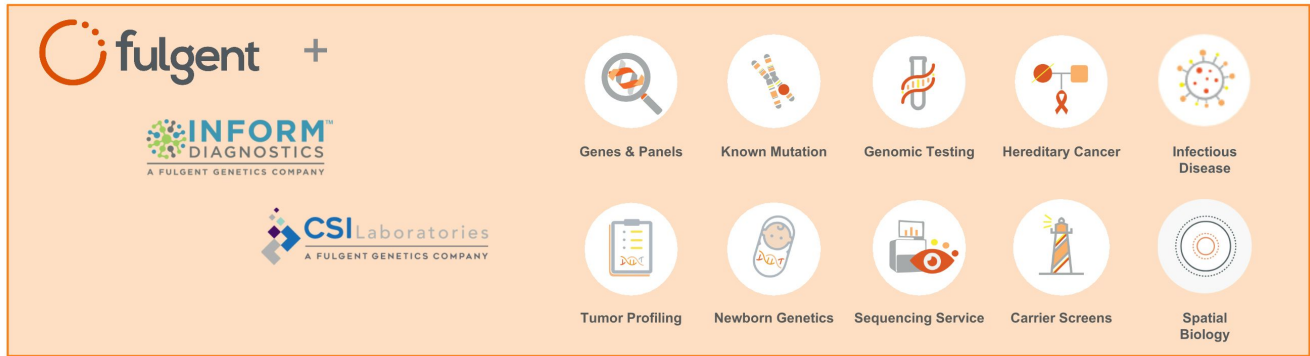 fulgent +
INFORM™
DIAGNOSTICS
A FULGENT GENETICS COMPANY
CSI Laboratories
A FULGENT GENETICS COMPANY
Genes & Panels
Known Mutation
Genomic Testing
Hereditary Cancer
Infectious
Disease
Tumor Profiling
Newborn Genetics
Sequencing Service
Carrier Screens
Spatial
Biology